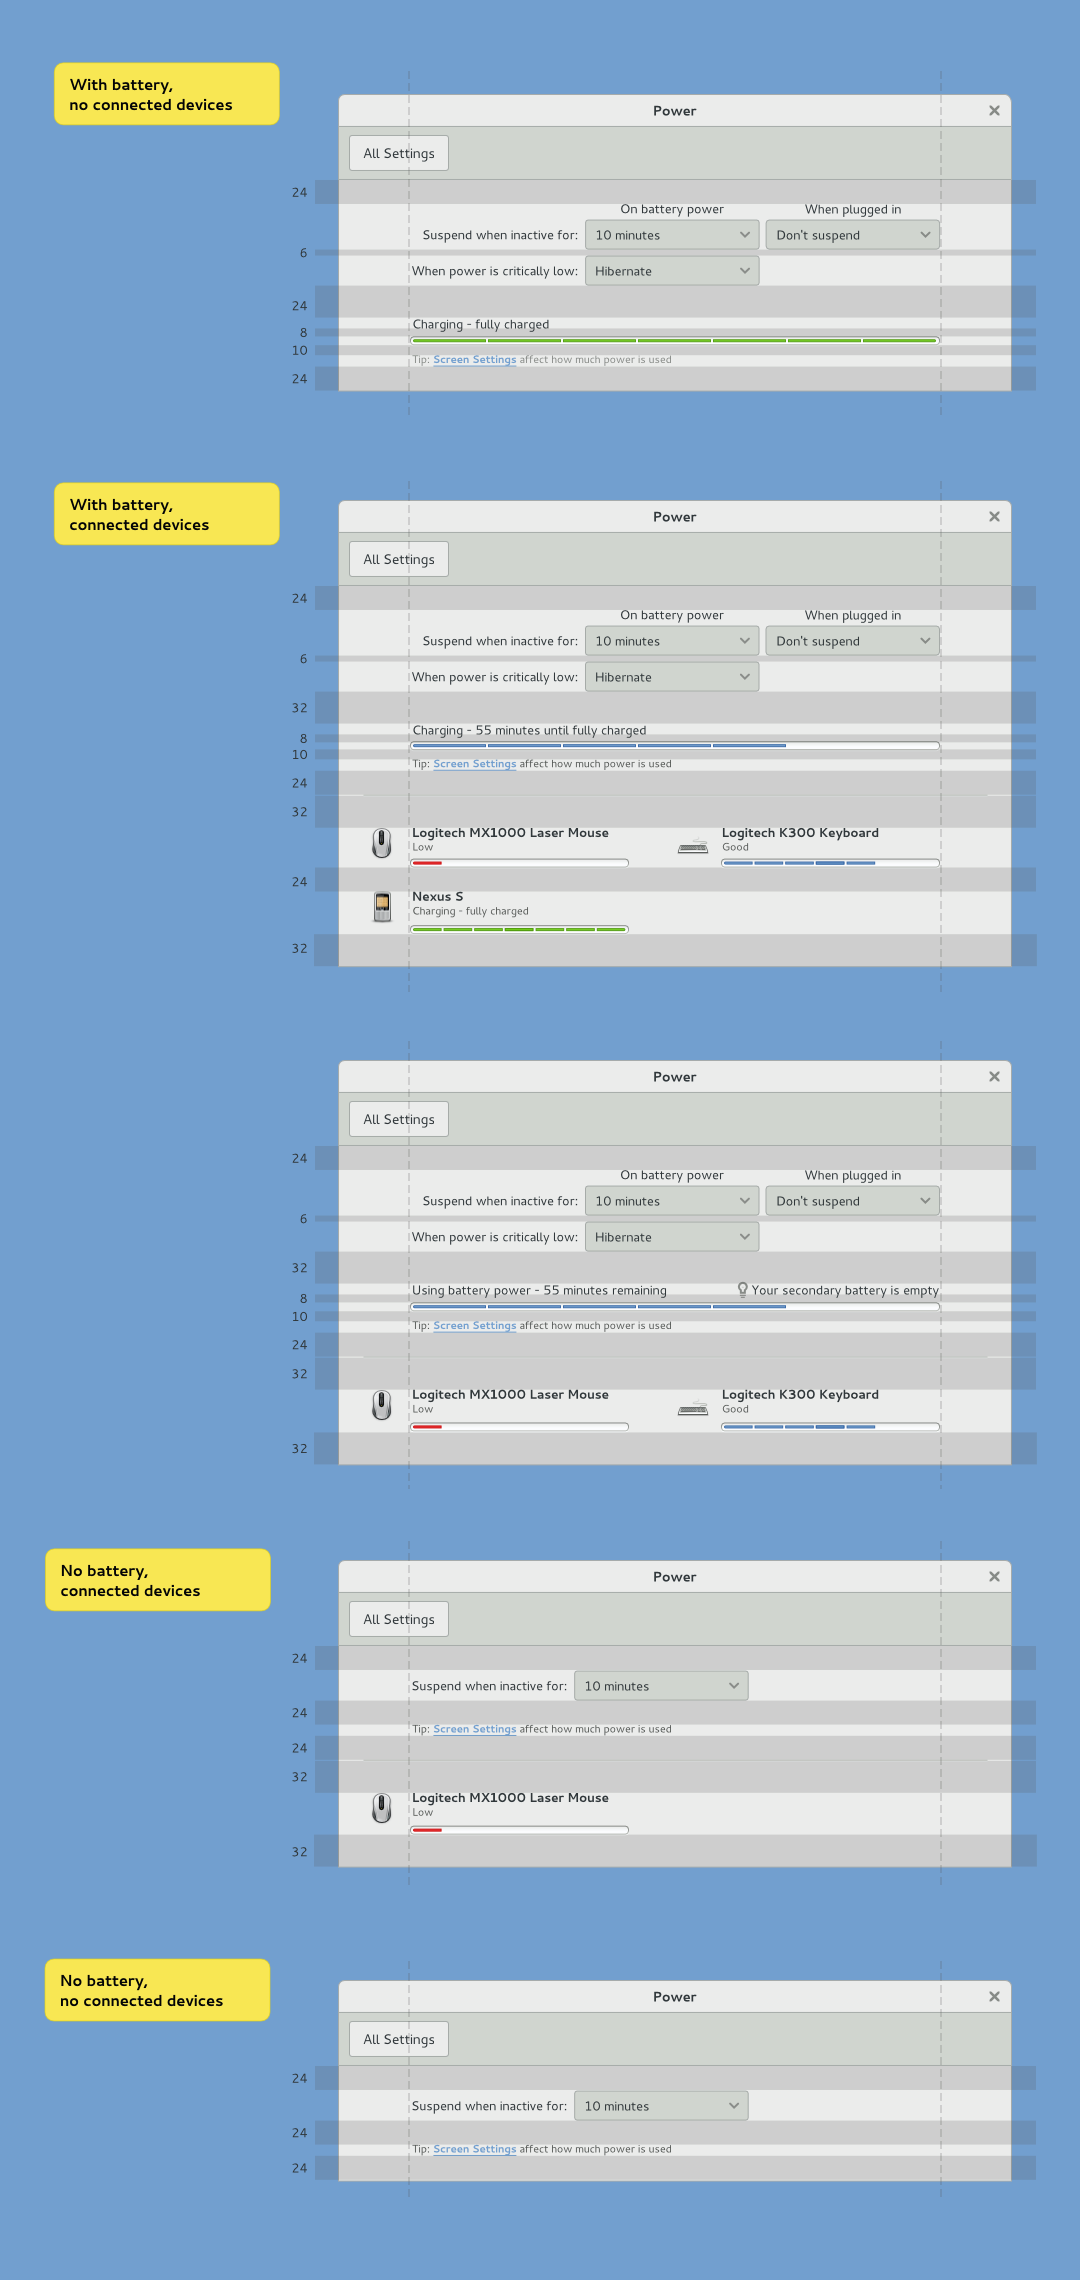 With battery,
no connected devices
Power
All Settings
24
On battery power When plugged in
Suspend when inactive for: 10 minutes Don't suspend
6
When power is critically low: Hibernate
24
Charging - fully charged
8
10
Tip: Screen Settings affect how much power is used
24
With battery,
connected devices
Power
All Settings
24
On battery power When plugged in
Suspend when inactive for: 10 minutes Don't suspend
6
When power is critically low: Hibernate
32
Charging - 55 minutes until fully charged
8
10
Tip: Screen Settings affect how much power is used
24
32
Logitech MX1000 Laser Mouse Logitech K300 Keyboard
Low Good
24
Nexus S
Charging - fully charged
32
Power
All Settings
24
On battery power When plugged in
Suspend when inactive for: 10 minutes Don't suspend
6
When power is critically low: Hibernate
32
Using battery power - 55 minutes remaining Your secondary battery is empty
8
10
Tip: Screen Settings affect how much power is used
24
32
Logitech MX1000 Laser Mouse Logitech K300 Keyboard
Low Good
32
No battery,
connected devices
Power
All Settings
24
Suspend when inactive for: 10 minutes
24
Tip: Screen Settings affect how much power is used
24
32
Logitech MX1000 Laser Mouse
Low
32
No battery,
no connected devices
Power
All Settings
24
Suspend when inactive for: 10 minutes
24
Tip: Screen Settings affect how much power is used
24